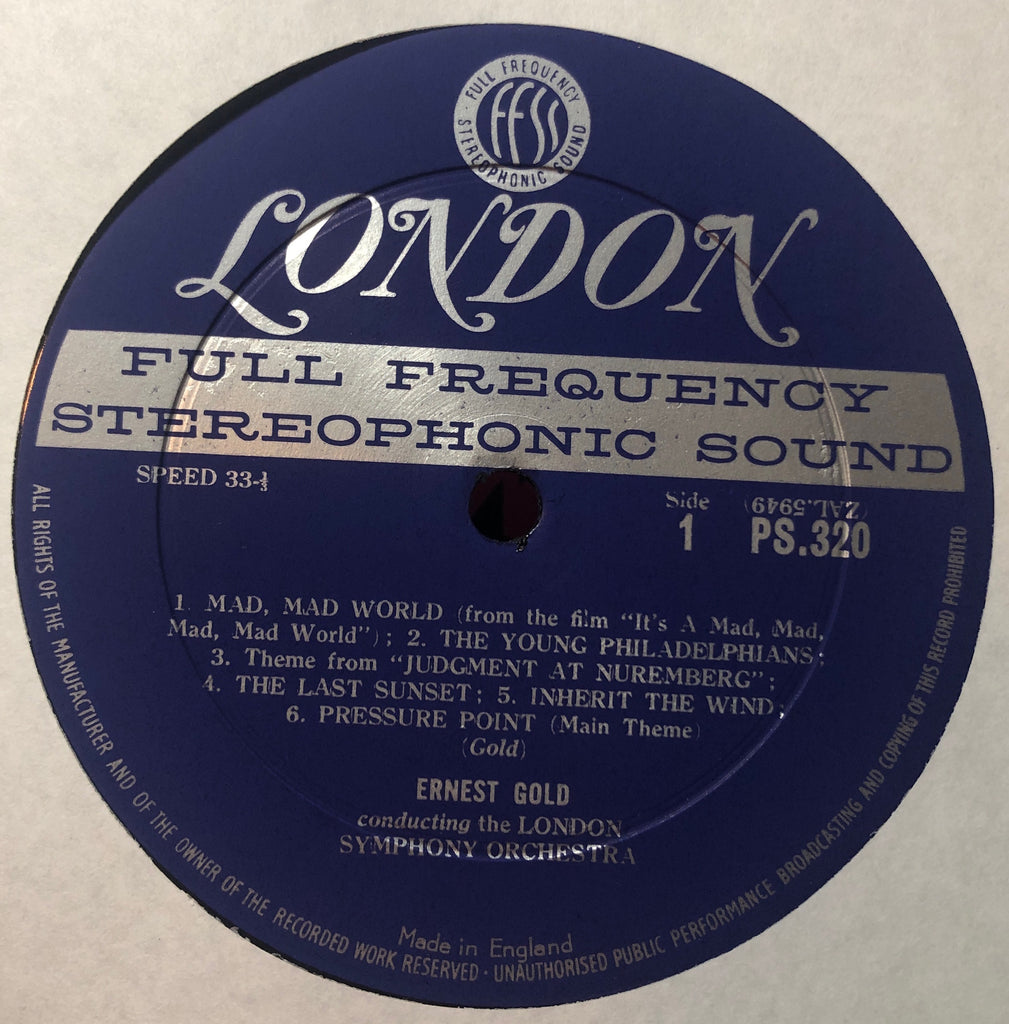 FULL FREQUENCY
FFSS
STEREOPHONIC SOUND
LONDON
FULL FREQUENCY
STEREOPHONIC SOUND
SPEED 33-⅓
Side
1
(ZAL.5949)
PS.320
1. MAD, MAD WORLD (from the film "It's A Mad, Mad,
Mad, Mad World"); 2. THE YOUNG PHILADELPHIANS;
3. Theme from "JUDGMENT AT NUREMBERG";
4. THE LAST SUNSET; 5. INHERIT THE WIND;
6. PRESSURE POINT (Main Theme)
(Gold)
ERNEST GOLD
conducting the LONDON
SYMPHONY ORCHESTRA
Made in England
ALL RIGHTS OF THE MANUFACTURER AND OF THE OWNER OF THE RECORDED WORK RESERVED · UNAUTHORISED PUBLIC PERFORMANCE BROADCASTING AND COPYING OF THIS RECORD PROHIBITED